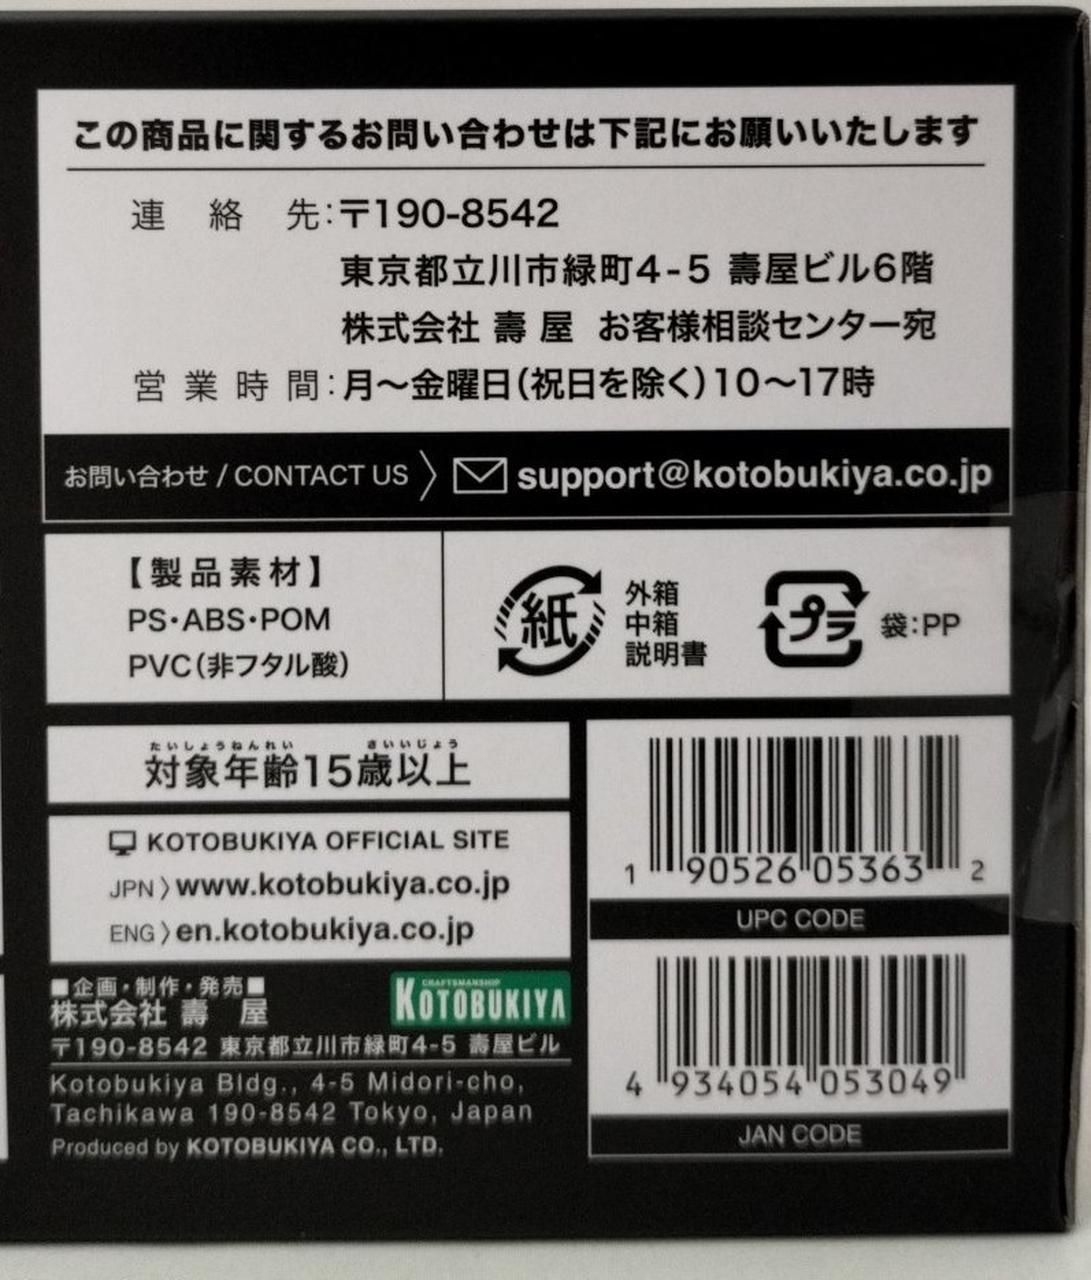 この商品に関するお問い合わせは下記にお願いいたします
連絡先:〒190-8542
東京都立川市緑町4-5 壽屋ビル6階
株式会社 壽屋 お客様相談センター宛
営業時間:月〜金曜日(祝日を除く)10〜17時
お問い合わせ / CONTACT US 〉 support@kotobukiya.co.jp
【製品素材】
PS・ABS・POM
PVC(非フタル酸)
紙
外箱
中箱
説明書
プラ
袋:PP
たいしょうねんれい さいいじょう
対象年齢15歳以上
KOTOBUKIYA OFFICIAL SITE
JPN 〉www.kotobukiya.co.jp
ENG 〉en.kotobukiya.co.jp
■企画・制作・発売■
株式会社 壽 屋
CRAFTSMANSHIP
KOTOBUKIYA
〒190-8542 東京都立川市緑町4-5 壽屋ビル
Kotobukiya Bldg., 4-5 Midori-cho,
Tachikawa 190-8542 Tokyo, Japan
Produced by KOTOBUKIYA CO., LTD.
1 90526 05363 2
UPC CODE
4 934054 053049
JAN CODE